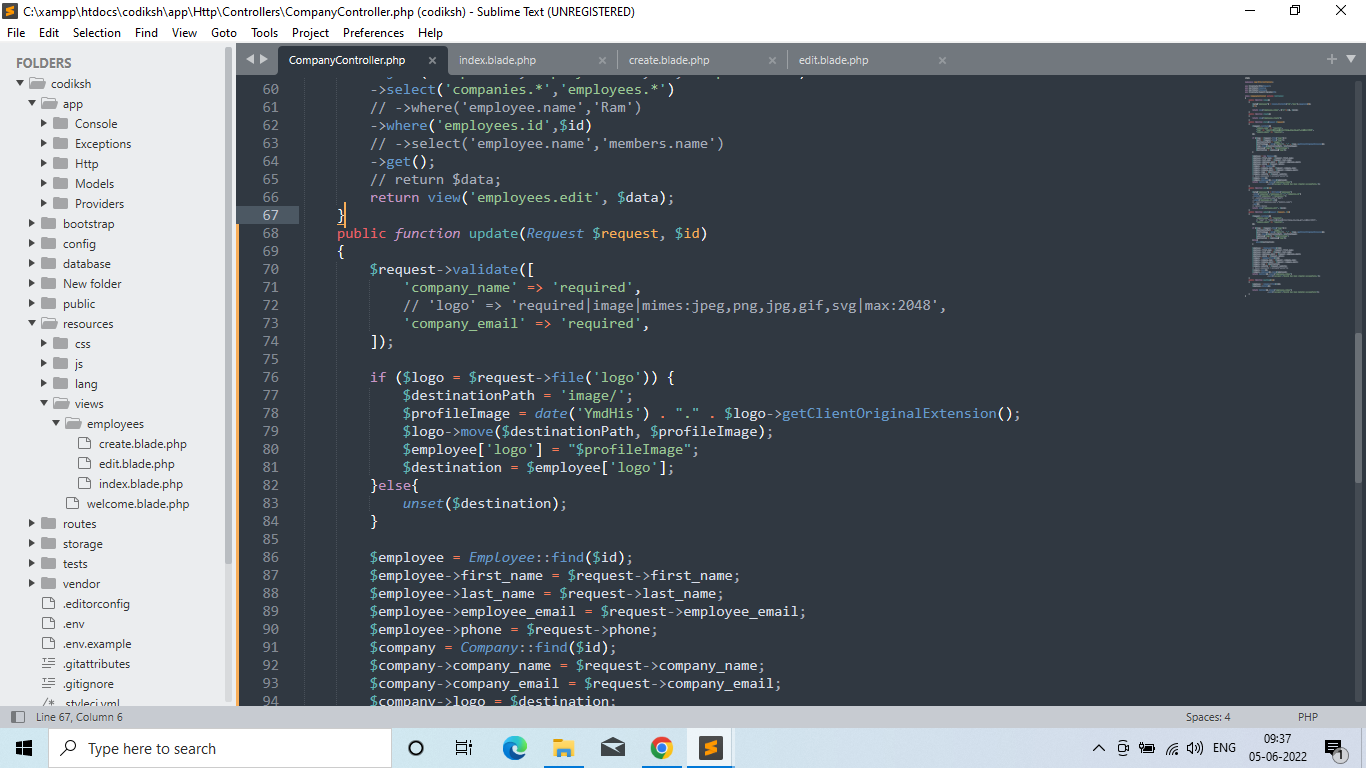 C:\xampp\htdocs\codiksh\app\Http\Controllers\CompanyController.php (codiksh) - Sublime Text (UNREGISTERED)
File Edit Selection Find View Goto Tools Project Preferences Help
FOLDERS
codiksh
app
Console
Exceptions
Http
Models
Providers
bootstrap
config
database
New folder
public
resources
css
js
lang
views
employees
create.blade.php
edit.blade.php
index.blade.php
welcome.blade.php
routes
storage
tests
vendor
.editorconfig
.env
.env.example
.gitattributes
.gitignore
.styleci.yml
CompanyController.php × index.blade.php × create.blade.php × edit.blade.php ×
60 ->select('companies.*','employees.*')
61 // ->where('employee.name','Ram')
62 ->where('employees.id',$id)
63 // ->select('employee.name','members.name')
64 ->get();
65 // return $data;
66 return view('employees.edit', $data);
67 }
68 public function update(Request $request, $id)
69 {
70 $request->validate([
71 'company_name' => 'required',
72 // 'logo' => 'required|image|mimes:jpeg,png,jpg,gif,svg|max:2048',
73 'company_email' => 'required',
74 ]);
75
76 if ($logo = $request->file('logo')) {
77 $destinationPath = 'image/';
78 $profileImage = date('YmdHis') . "." . $logo->getClientOriginalExtension();
79 $logo->move($destinationPath, $profileImage);
80 $employee['logo'] = "$profileImage";
81 $destination = $employee['logo'];
82 }else{
83 unset($destination);
84 }
85
86 $employee = Employee::find($id);
87 $employee->first_name = $request->first_name;
88 $employee->last_name = $request->last_name;
89 $employee->employee_email = $request->employee_email;
90 $employee->phone = $request->phone;
91 $company = Company::find($id);
92 $company->company_name = $request->company_name;
93 $company->company_email = $request->company_email;
94 $company->logo = $destination;
Line 67, Column 6
Spaces: 4 PHP
Type here to search
ENG
09:37
05-06-2022
1